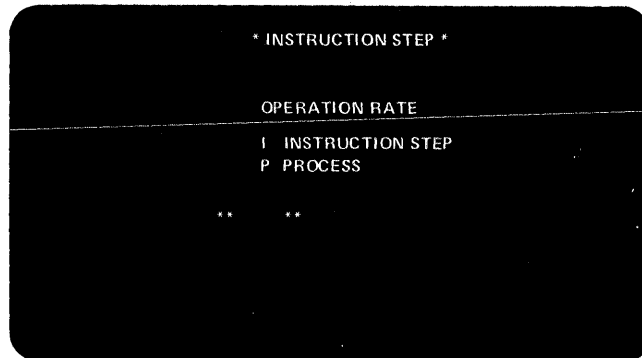 * INSTRUCTION STEP *
OPERATION RATE
I INSTRUCTION STEP
P PROCESS
** **